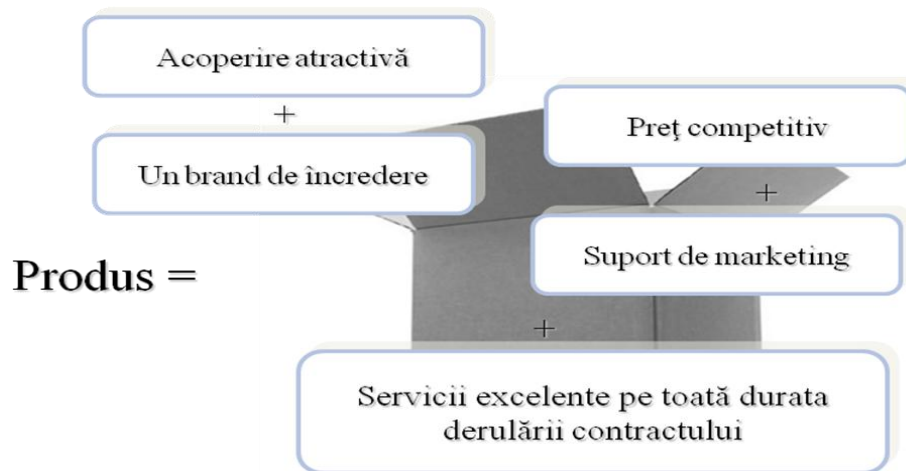 Acoperire atractivă
+
Un brand de încredere
Preţ competitiv
+
Suport de marketing
Produs =
+
Servicii excelente pe toată durata
derulării contractului